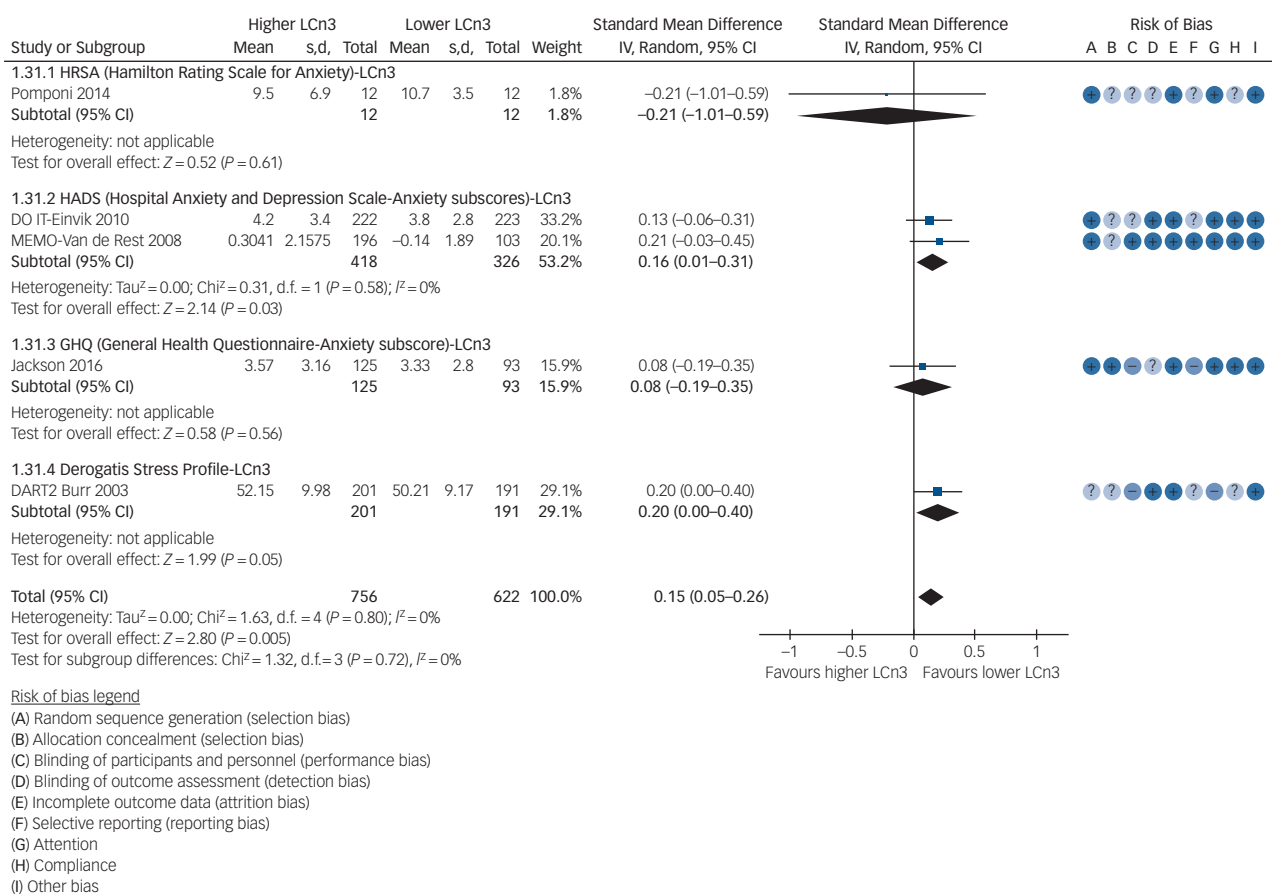 Higher LCn3 Lower LCn3 Standard Mean Difference Standard Mean Difference Risk of Bias
Study or Subgroup Mean s,d, Total Mean s,d, Total Weight IV, Random, 95% CI IV, Random, 95% CI A B C D E F G H I
1.31.1 HRSA (Hamilton Rating Scale for Anxiety)-LCn3
Pomponi 2014 9.5 6.9 12 10.7 3.5 12 1.8% −0.21 (−1.01–0.59) + ? ? ? + ? + ? +
Subtotal (95% CI) 12 12 1.8% −0.21 (−1.01–0.59)
Heterogeneity: not applicable
Test for overall effect: Z = 0.52 (P = 0.61)
1.31.2 HADS (Hospital Anxiety and Depression Scale-Anxiety subscores)-LCn3
DO IT-Einvik 2010 4.2 3.4 222 3.8 2.8 223 33.2% 0.13 (−0.06–0.31) + ? ? + + ? + + +
MEMO-Van de Rest 2008 0.3041 2.1575 196 −0.14 1.89 103 20.1% 0.21 (−0.03–0.45) + ? + + + + + + +
Subtotal (95% CI) 418 326 53.2% 0.16 (0.01–0.31)
Heterogeneity: Tauᶻ = 0.00; Chiᶻ = 0.31, d.f. = 1 (P = 0.58); Iᶻ = 0%
Test for overall effect: Z = 2.14 (P = 0.03)
1.31.3 GHQ (General Health Questionnaire-Anxiety subscore)-LCn3
Jackson 2016 3.57 3.16 125 3.33 2.8 93 15.9% 0.08 (−0.19–0.35) + + − ? + − + + +
Subtotal (95% CI) 125 93 15.9% 0.08 (−0.19–0.35)
Heterogeneity: not applicable
Test for overall effect: Z = 0.58 (P = 0.56)
1.31.4 Derogatis Stress Profile-LCn3
DART2 Burr 2003 52.15 9.98 201 50.21 9.17 191 29.1% 0.20 (0.00–0.40) ? ? − + + ? − ? +
Subtotal (95% CI) 201 191 29.1% 0.20 (0.00–0.40)
Heterogeneity: not applicable
Test for overall effect: Z = 1.99 (P = 0.05)
Total (95% CI) 756 622 100.0% 0.15 (0.05–0.26)
Heterogeneity: Tauᶻ = 0.00; Chiᶻ = 1.63, d.f. = 4 (P = 0.80); Iᶻ = 0%
Test for overall effect: Z = 2.80 (P = 0.005)
Test for subgroup differences: Chiᶻ = 1.32, d.f.= 3 (P = 0.72), Iᶻ = 0%
−1 −0.5 0 0.5 1
Favours higher LCn3 Favours lower LCn3
Risk of bias legend
(A) Random sequence generation (selection bias)
(B) Allocation concealment (selection bias)
(C) Blinding of participants and personnel (performance bias)
(D) Blinding of outcome assessment (detection bias)
(E) Incomplete outcome data (attrition bias)
(F) Selective reporting (reporting bias)
(G) Attention
(H) Compliance
(I) Other bias